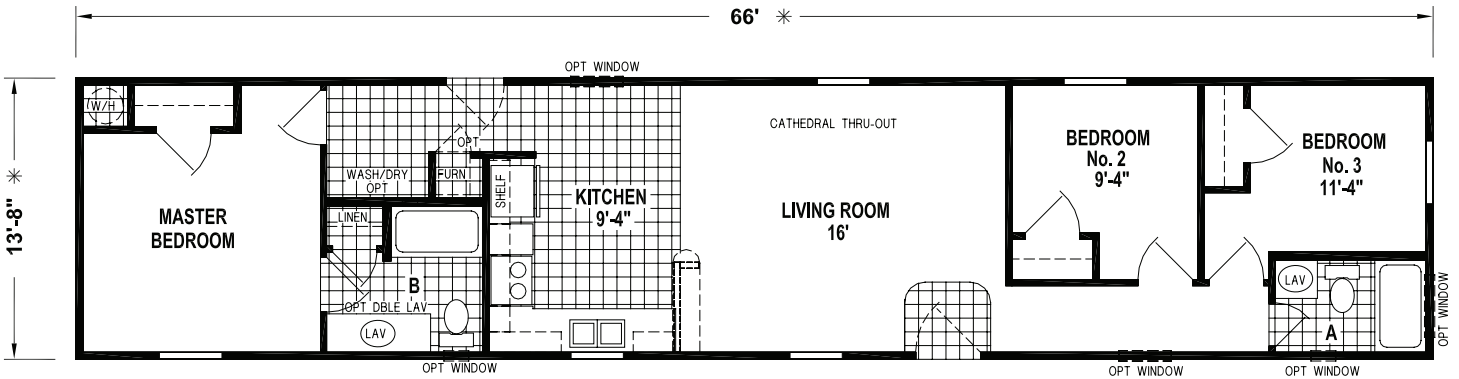 66' ✳
OPT WINDOW
W/H
CATHEDRAL THRU-OUT
OPT
BEDROOM
No. 2
9'-4"
BEDROOM
No. 3
11'-4"
13'-8" ✳
WASH/DRY
OPT
FURN
SHELF
KITCHEN
9'-4"
MASTER
BEDROOM
LINEN
LIVING ROOM
16'
B
OPT DBLE LAV
LAV
LAV
A
OPT WINDOW
OPT WINDOW
OPT WINDOW
OPT WINDOW